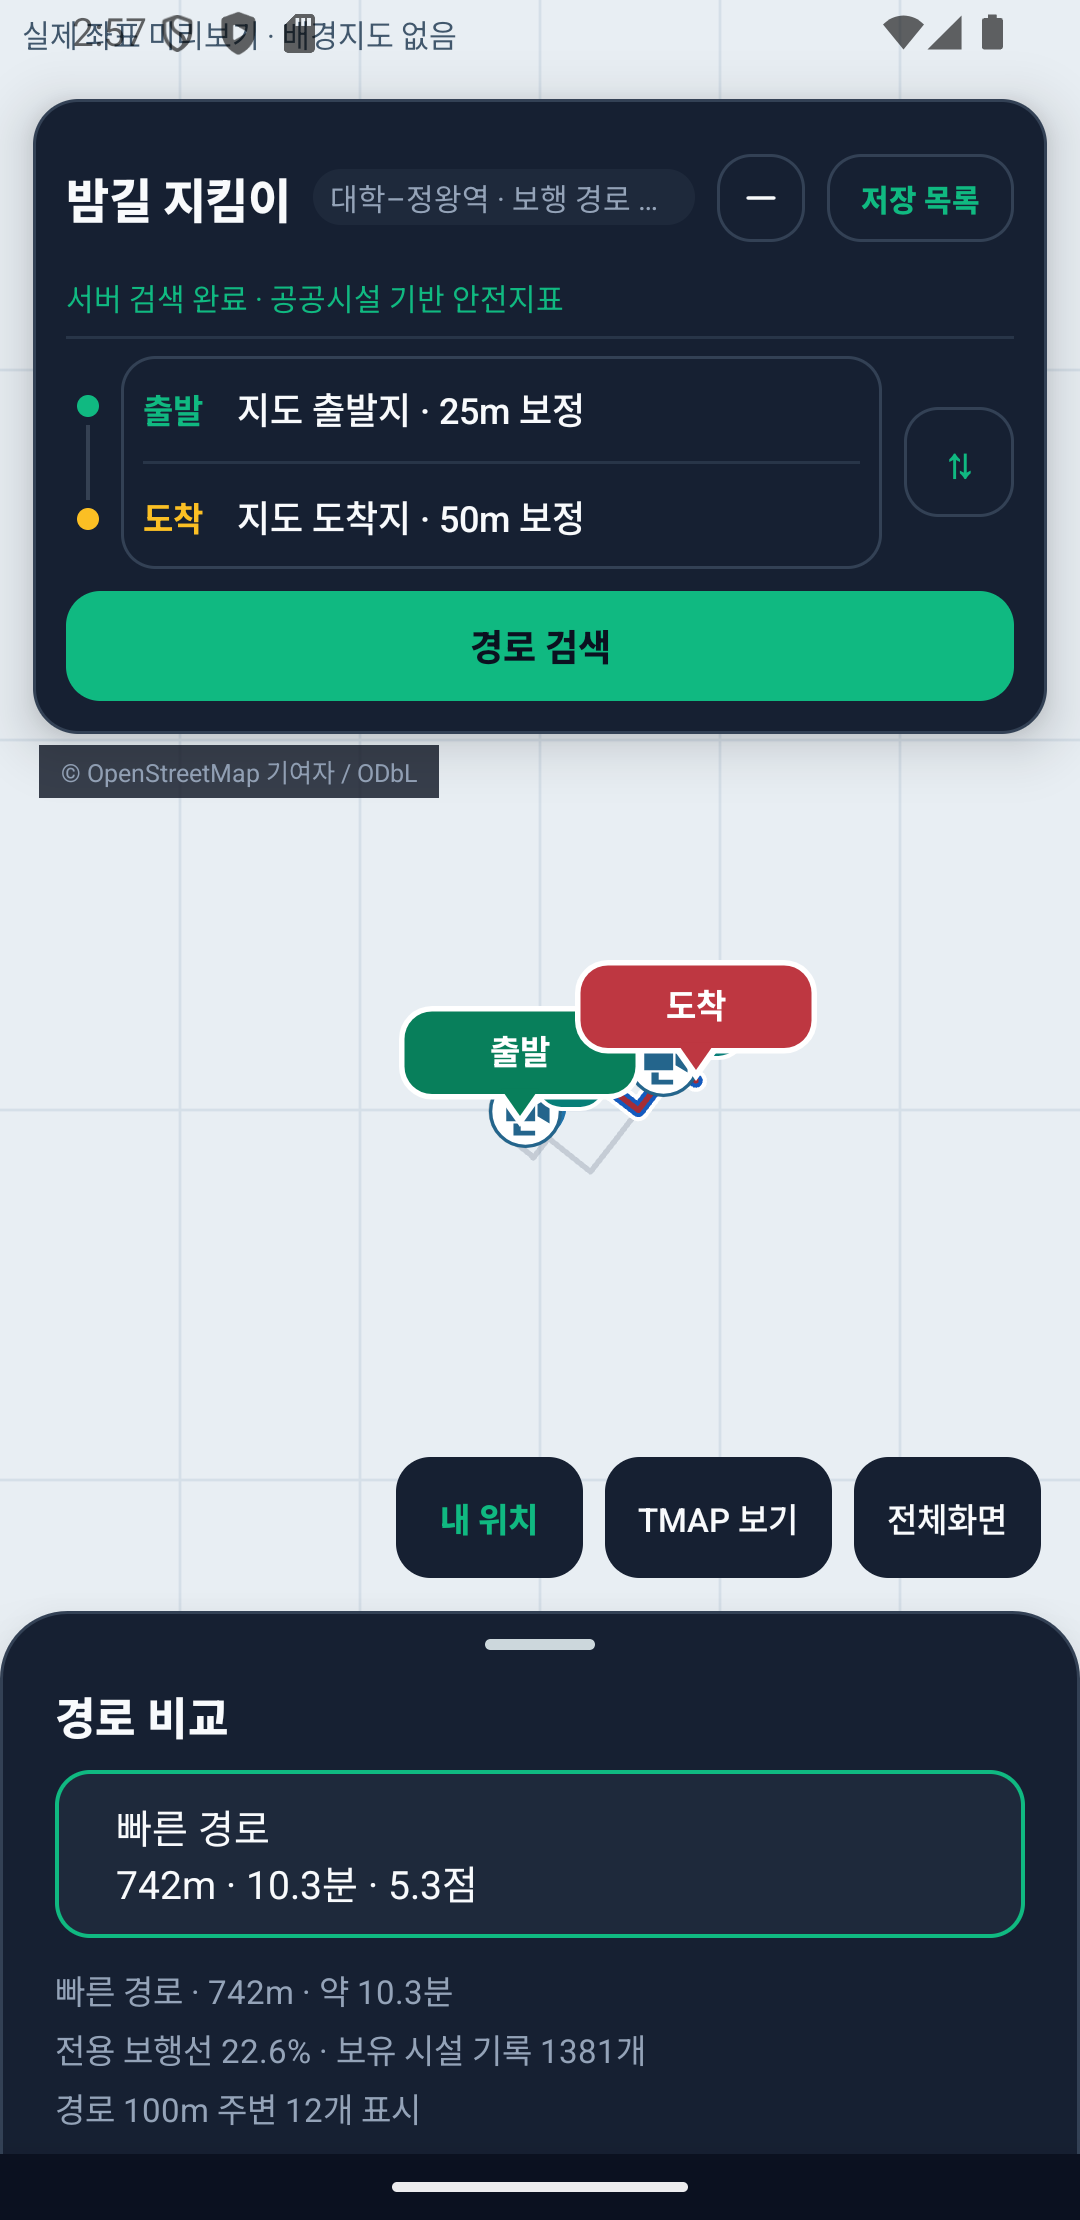 실제 좌표 미리보기 · 배경지도 없음
2:57
밤길 지킴이
대학–정왕역 · 보행 경로 ...
저장 목록
서버 검색 완료 · 공공시설 기반 안전지표
출발 지도 출발지 · 25m 보정
도착 지도 도착지 · 50m 보정
경로 검색
© OpenStreetMap 기여자 / ODbL
도착
출발
내 위치
TMAP 보기
전체화면
경로 비교
빠른 경로
742m · 10.3분 · 5.3점
빠른 경로 · 742m · 약 10.3분
전용 보행선 22.6% · 보유 시설 기록 1381개
경로 100m 주변 12개 표시